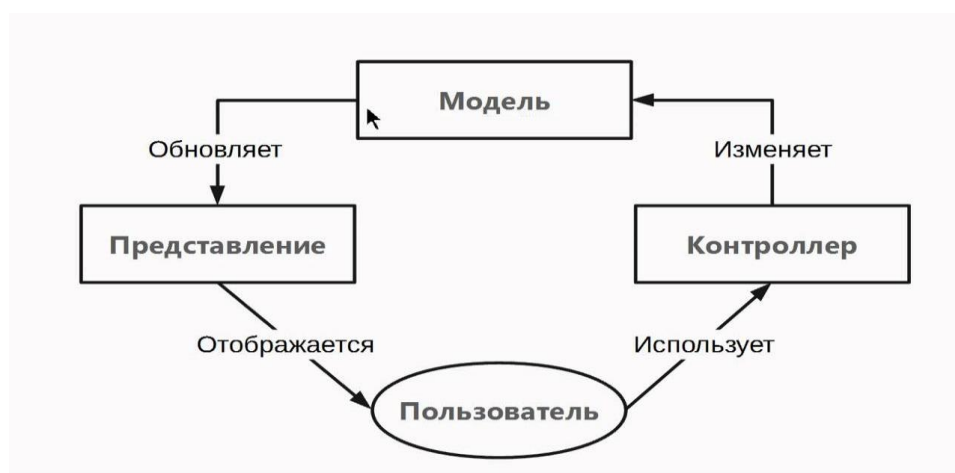 Модель
Обновляет
Изменяет
Представление
Контроллер
Отображается
Использует
Пользователь